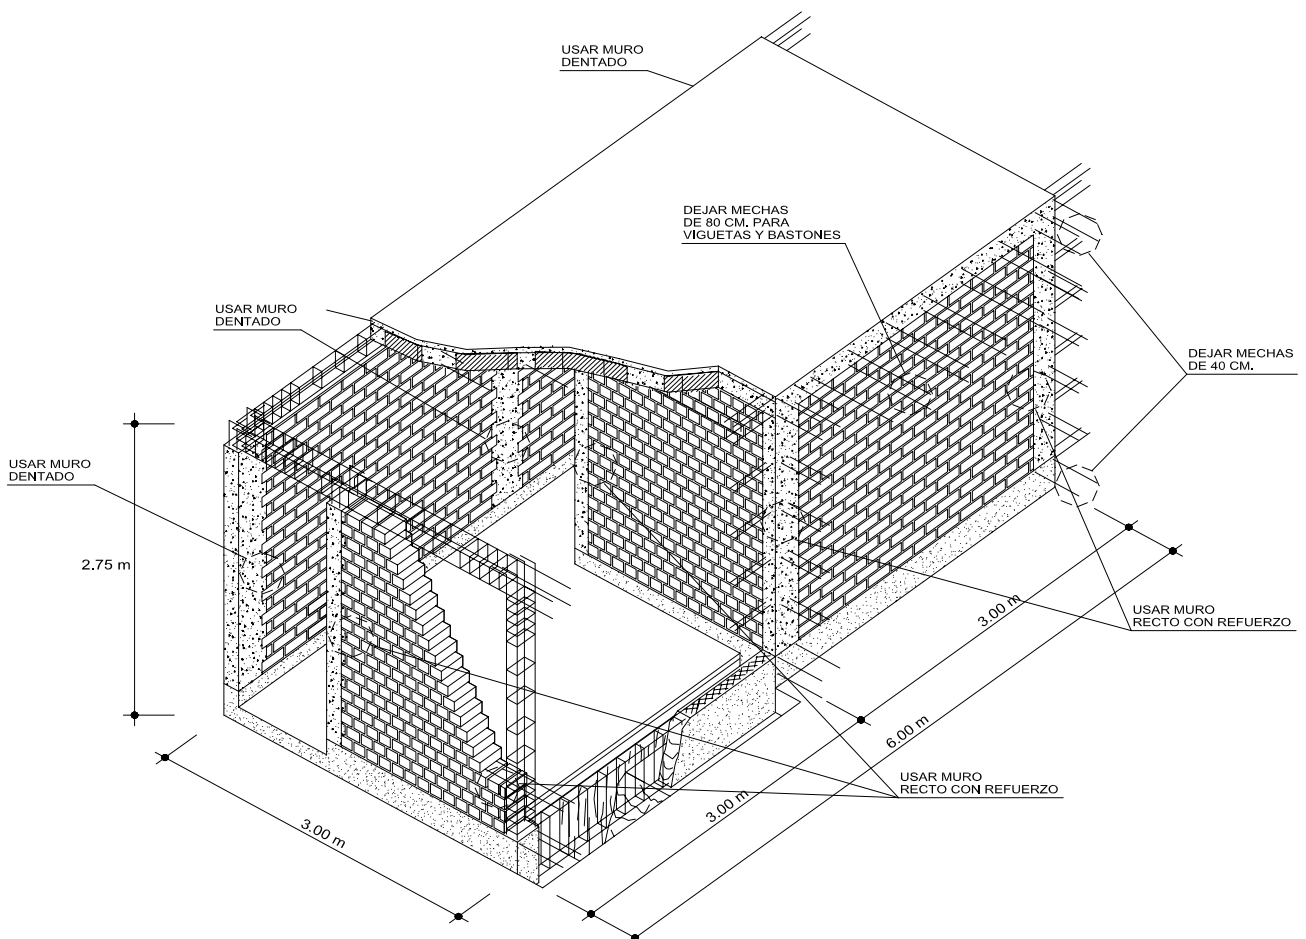 USAR MURO
DENTADO
DEJAR MECHAS
DE 80 CM. PARA
VIGUETAS Y BASTONES
USAR MURO
DENTADO
DEJAR MECHAS
DE 40 CM.
USAR MURO
DENTADO
2.75 m
USAR MURO
RECTO CON REFUERZO
3.00 m
6.00 m
USAR MURO
RECTO CON REFUERZO
3.00 m
3.00 m